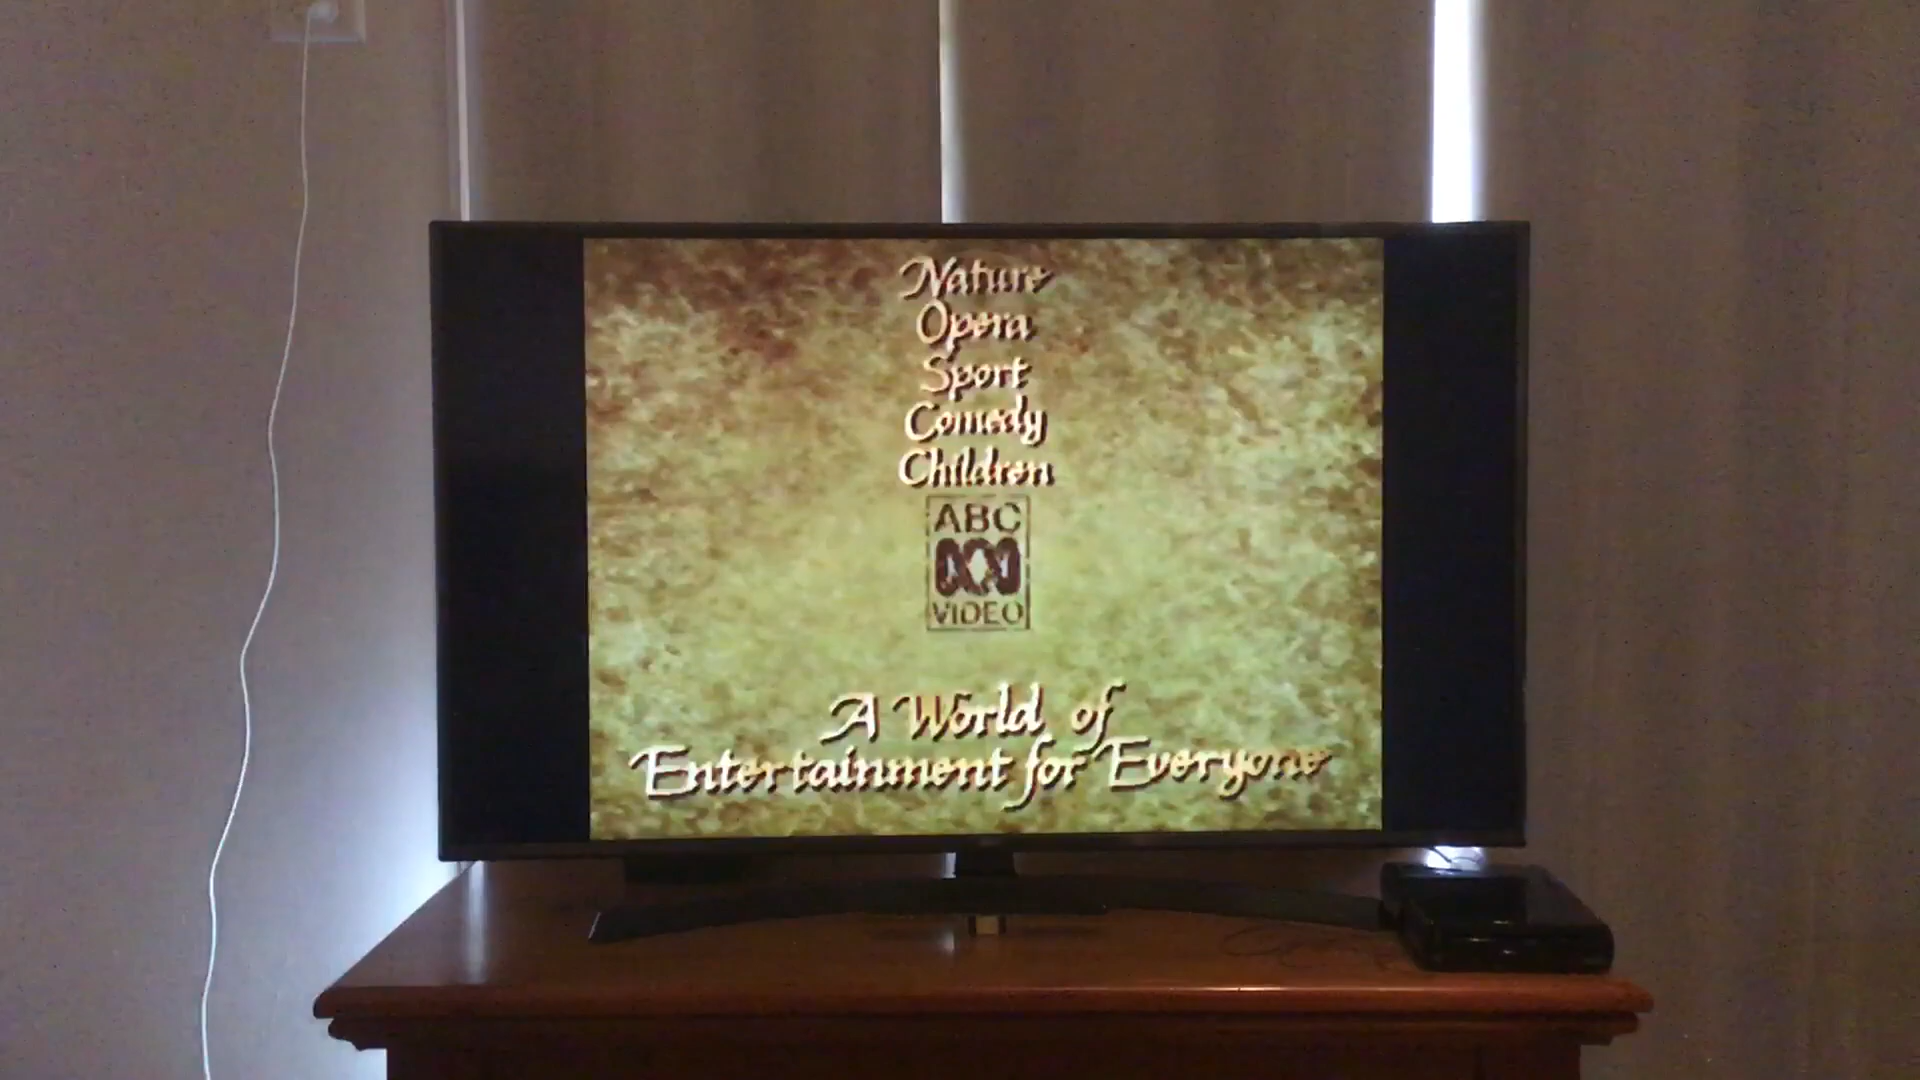 Nature
Opera
Sport
Comedy
Children
ABC
VIDEO
A World of
Entertainment for Everyone